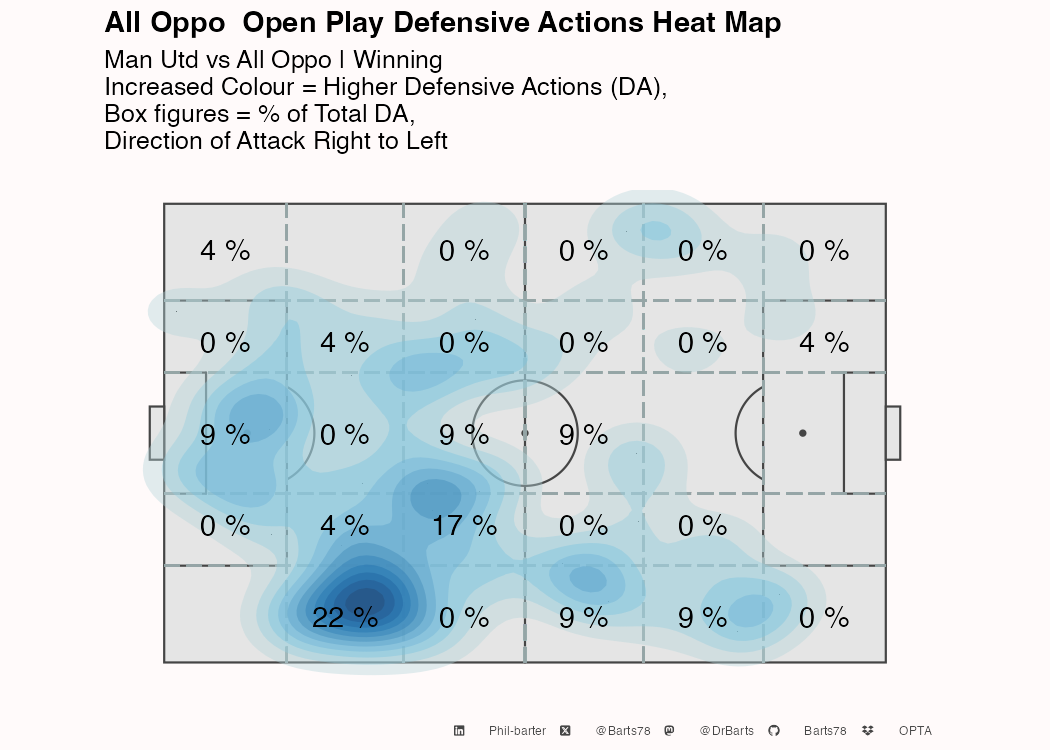 All Oppo  Open Play Defensive Actions Heat Map
Man Utd vs All Oppo | Winning
Increased Colour = Higher Defensive Actions (DA),
Box figures = % of Total DA,
Direction of Attack Right to Left
4 % 0 % 0 % 0 % 0 %
0 % 4 % 0 % 0 % 0 % 4 %
9 % 0 % 9 % 9 %
0 % 4 % 17 % 0 % 0 %
22 % 0 % 9 % 9 % 0 %
Phil-barter @Barts78 @DrBarts Barts78 OPTA